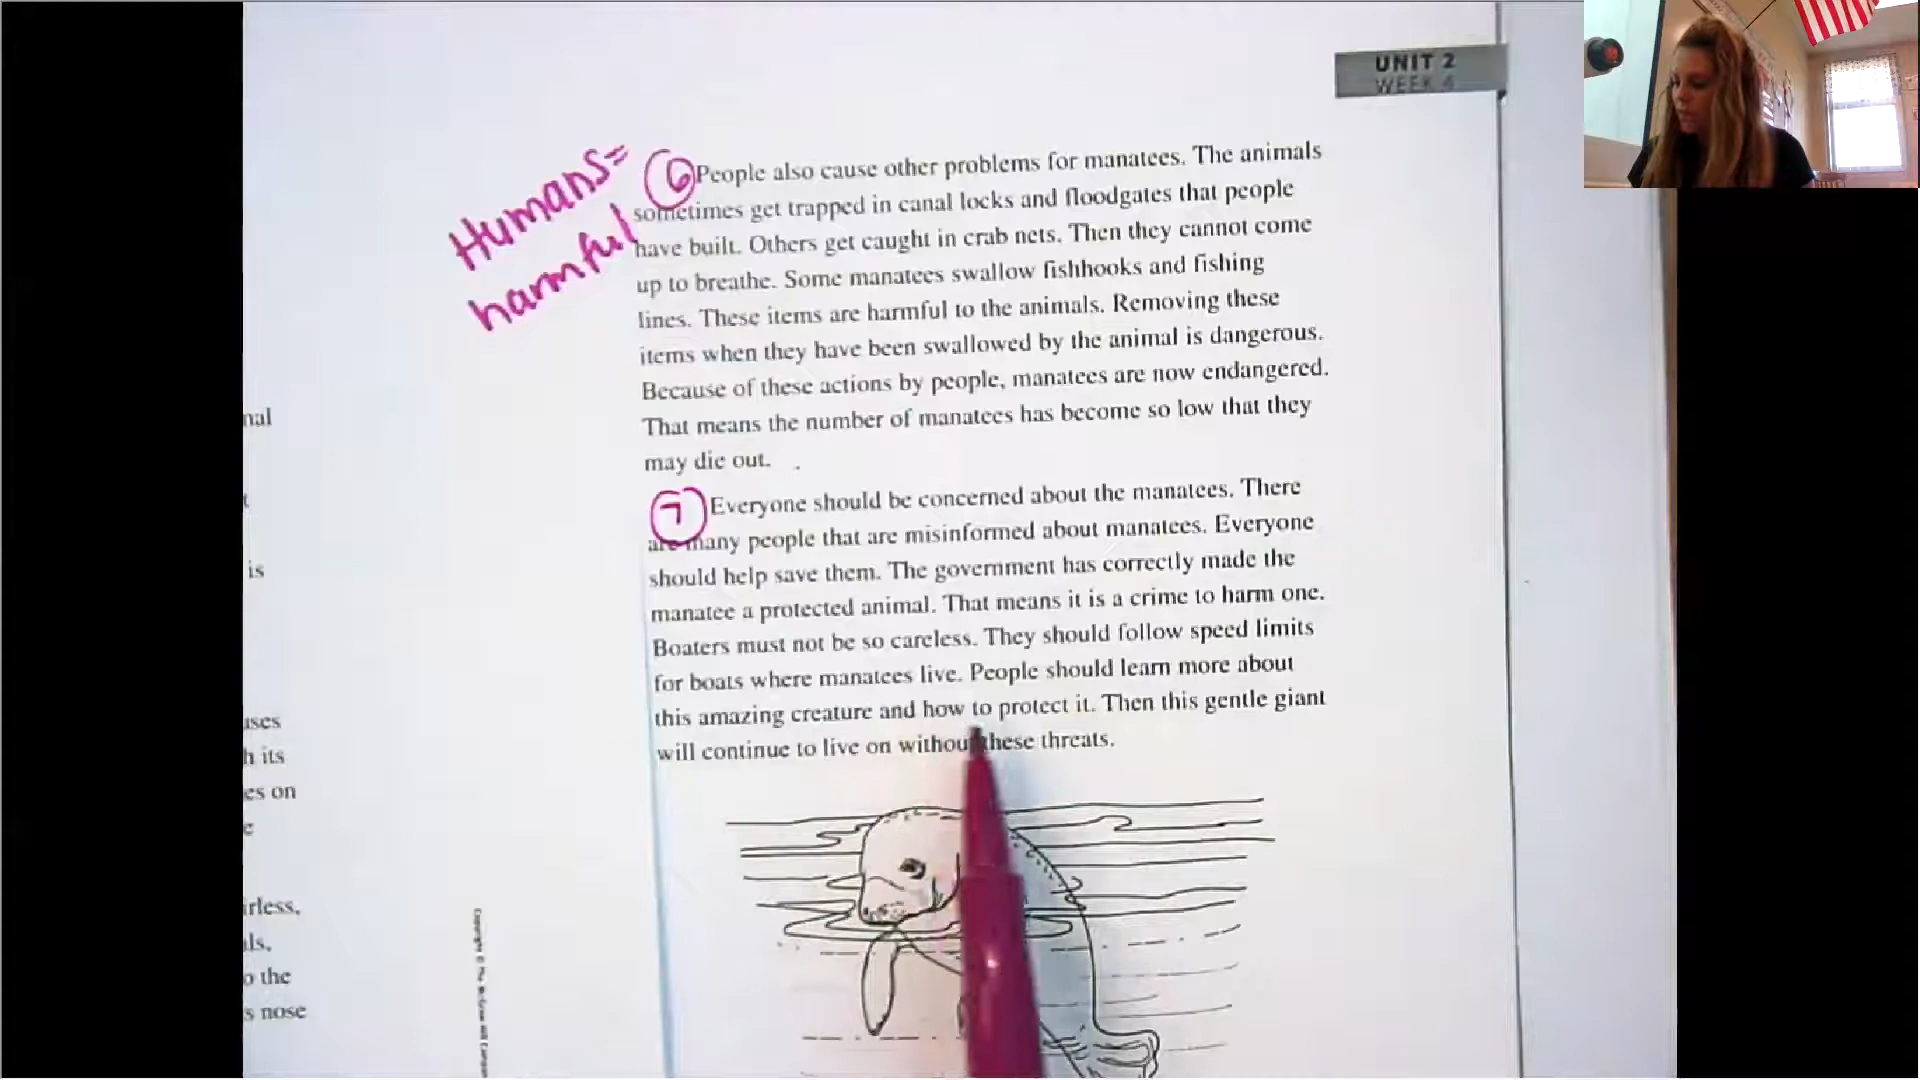 UNIT 2
WEEK 4
Humans=
harmful
6 People also cause other problems for manatees. The animals
sometimes get trapped in canal locks and floodgates that people
have built. Others get caught in crab nets. Then they cannot come
up to breathe. Some manatees swallow fishhooks and fishing
lines. These items are harmful to the animals. Removing these
items when they have been swallowed by the animal is dangerous.
Because of these actions by people, manatees are now endangered.
That means the number of manatees has become so low that they
may die out.
7 Everyone should be concerned about the manatees. There
are many people that are misinformed about manatees. Everyone
should help save them. The government has correctly made the
manatee a protected animal. That means it is a crime to harm one.
Boaters must not be so careless. They should follow speed limits
for boats where manatees live. People should learn more about
this amazing creature and how to protect it. Then this gentle giant
will continue to live on without these threats.
nal
t
is
uses
h its
es on
e
irless,
ls,
o the
s nose
Copyright © The McGraw-Hill